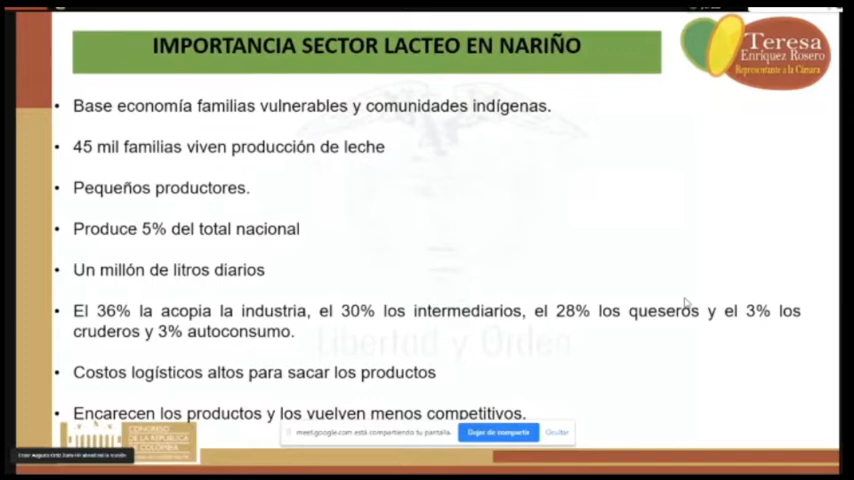 IMPORTANCIA SECTOR LACTEO EN NARIÑO
Teresa
Enríquez Rosero
Representante a la Cámara
• Base economía familias vulnerables y comunidades indígenas.
• 45 mil familias viven producción de leche
• Pequeños productores.
• Produce 5% del total nacional
• Un millón de litros diarios
• El 36% la acopia la industria, el 30% los intermediarios, el 28% los queseros y el 3% los
cruderos y 3% autoconsumo.
Libertad y Orden
• Costos logísticos altos para sacar los productos
• Encarecen los productos y los vuelven menos competitivos.
CONGRESO
DE LA REPÚBLICA
DE COLOMBIA
meet.google.com está compartiendo tu pantalla.
Dejar de compartir
Ocultar